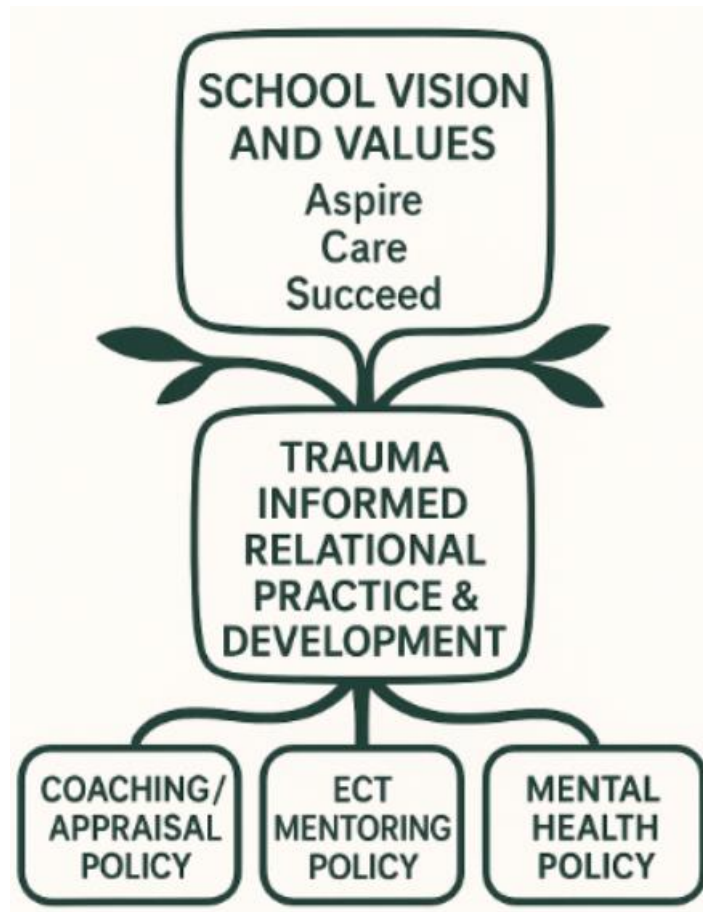 SCHOOL VISION
AND VALUES
Aspire
Care
Succeed
TRAUMA
INFORMED
RELATIONAL
PRACTICE &
DEVELOPMENT
COACHING/
APPRAISAL
POLICY
ECT
MENTORING
POLICY
MENTAL
HEALTH
POLICY